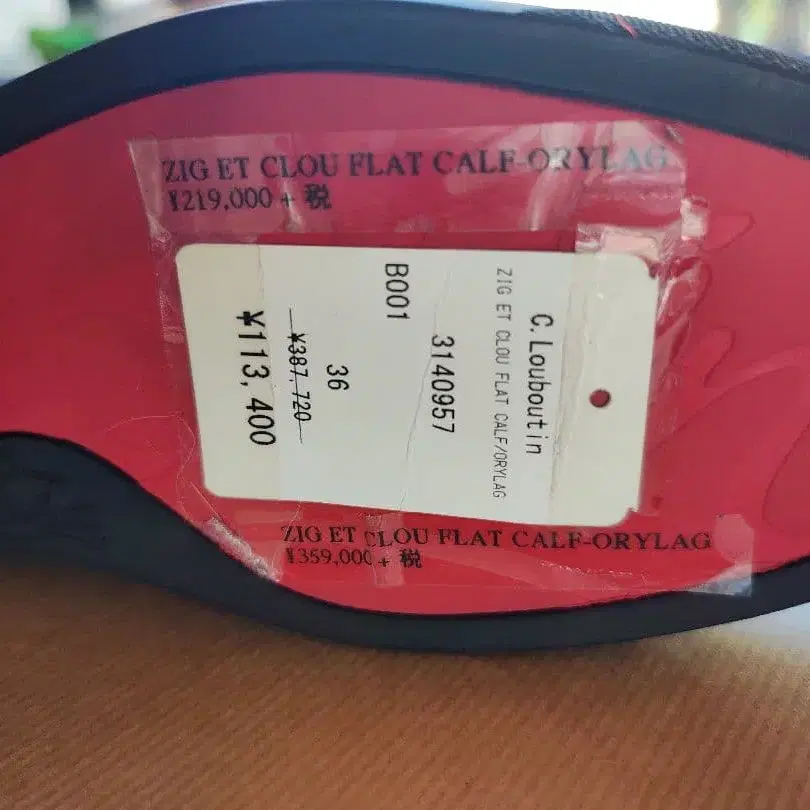 ZIG ET CLOU FLAT CALF-ORYLAG
¥219,000 + 税
C.Louboutin
ZIG ET CLOU FLAT CALF/ORYLAG
3140957
B001
36
¥387,720
¥113,400
ZIG ET CLOU FLAT CALF-ORYLAG
¥359,000 + 税